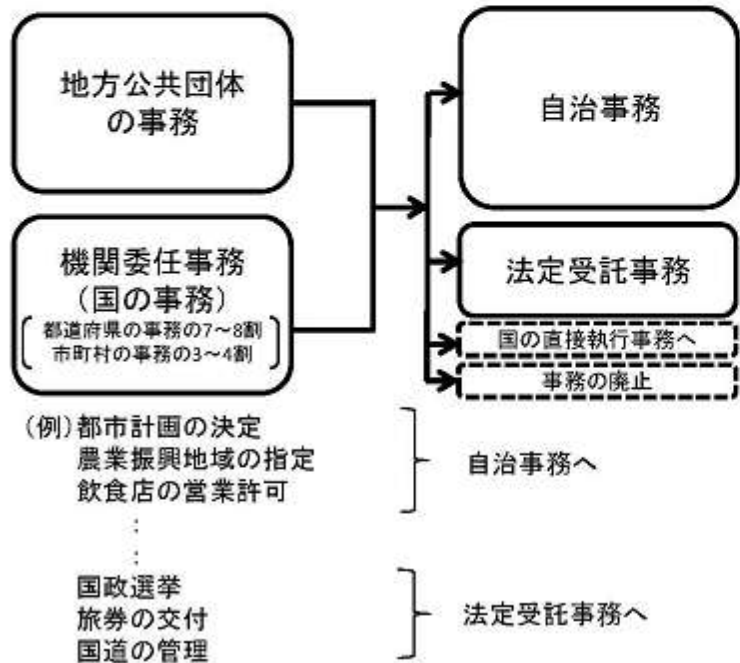 地方公共団体
の事務
機関委任事務
(国の事務)
都道府県の事務の7~8割
市町村の事務の3~4割
自治事務
法定受託事務
国の直接執行事務へ
事務の廃止
(例)都市計画の決定
農業振興地域の指定
飲食店の営業許可
:
:
自治事務へ
国政選挙
旅券の交付
国道の管理
法定受託事務へ